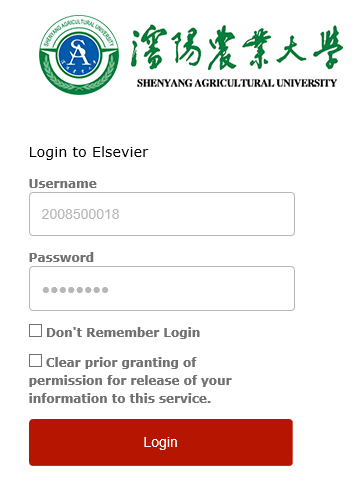 SHENYANG AGRICULTURAL UNIVERSITY
SA
瀋陽農業大學
SHENYANG AGRICULTURAL UNIVERSITY
Login to Elsevier
Username
2008500018
Password
••••••••
Don't Remember Login
Clear prior granting of
permission for release of your
information to this service.
Login